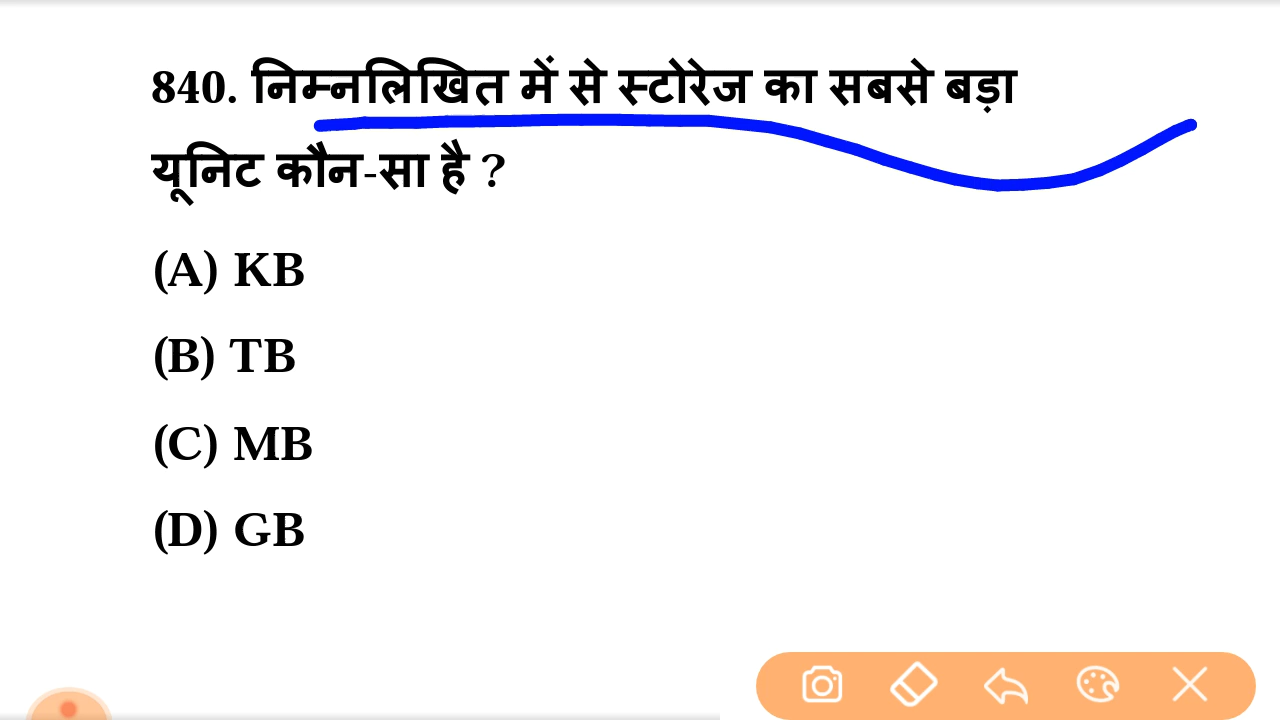 840. निम्नलिखित में से स्टोरेज का सबसे बड़ा
यूनिट कौन-सा है ?
(A) KB
(B) TB
(C) MB
(D) GB